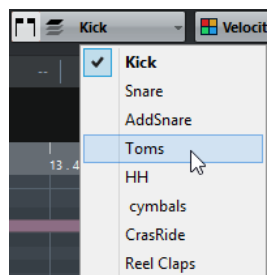 Kick Velocit
--
Kick
Snare
AddSnare
Toms
13. 4
HH
cymbals
CrasRide
Reel Claps